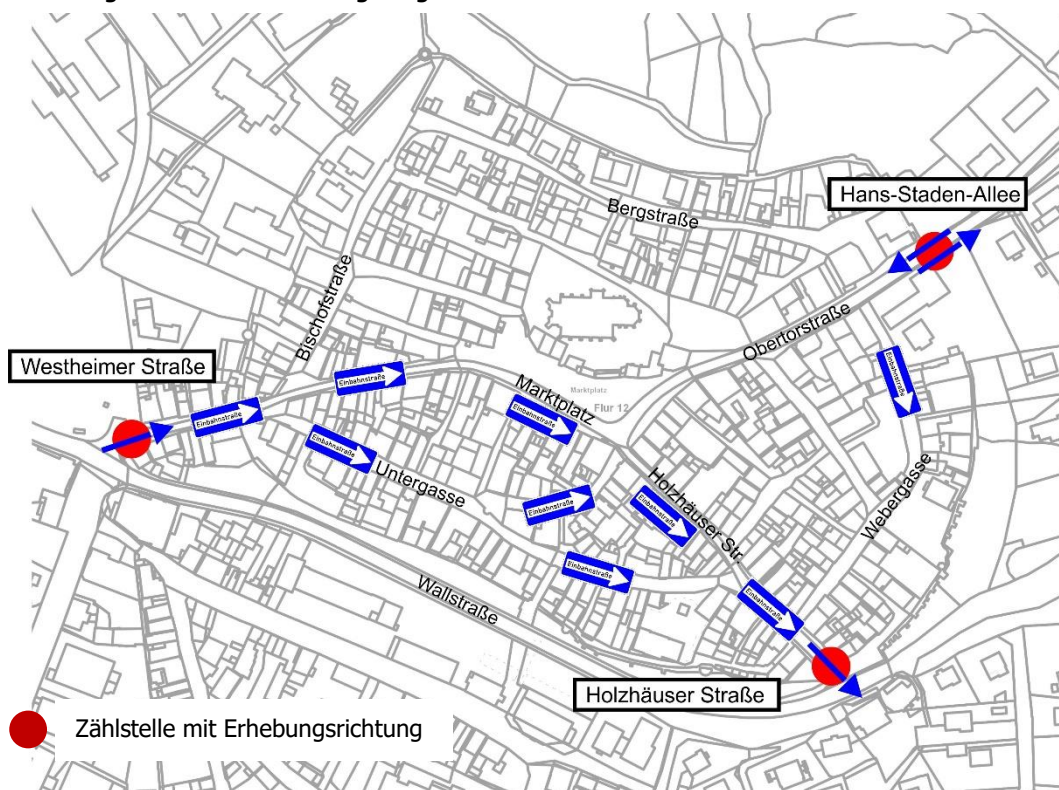 Hans-Staden-Allee
Bergstraße
Bischofstraße
Obertorstraße
Westheimer Straße
Einbahnstraße
Einbahnstraße
Einbahnstraße
Marktplatz
Marktplatz
Flur 12
Einbahnstraße
Einbahnstraße
Untergasse
Holzhäuser Str.
Webergasse
Einbahnstraße
Einbahnstraße
Einbahnstraße
Wallstraße
Einbahnstraße
Holzhäuser Straße
Zählstelle mit Erhebungsrichtung